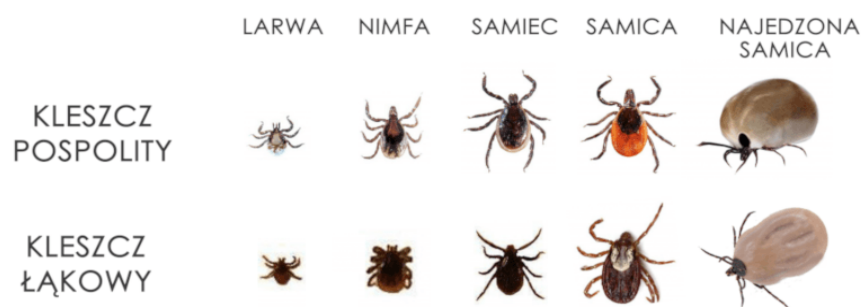 LARWA NIMFA SAMIEC SAMICA NAJEDZONA
SAMICA
KLESZCZ
POSPOLITY
KLESZCZ
ŁĄKOWY